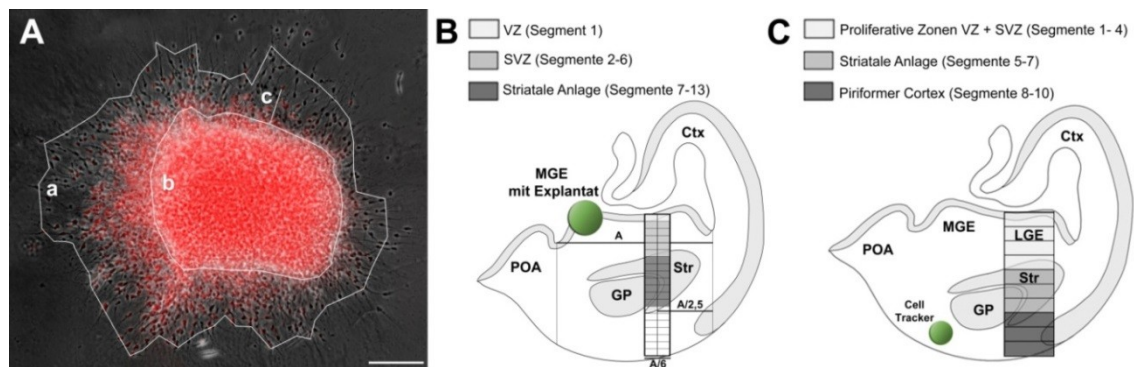 A
a
b
c
B
VZ (Segment 1)
SVZ (Segmente 2-6)
Striatale Anlage (Segmente 7-13)
Ctx
MGE
mit Explantat
A
POA
Str
GP
A/2,5
A/6
C
Proliferative Zonen VZ + SVZ (Segmente 1- 4)
Striatale Anlage (Segmente 5-7)
Piriformer Cortex (Segmente 8-10)
Ctx
MGE
LGE
POA
Str
Cell
Tracker
GP